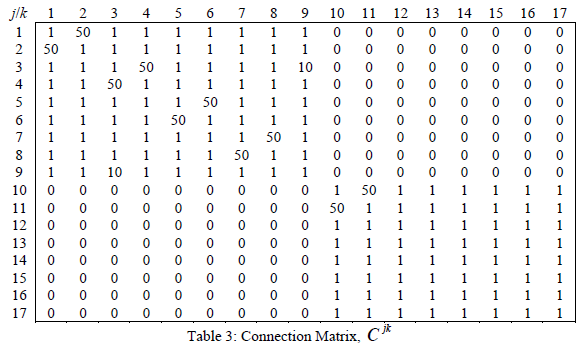 j/k 1 2 3 4 5 6 7 8 9 10 11 12 13 14 15 16 17
1 1 50 1 1 1 1 1 1 1 0 0 0 0 0 0 0 0
2 50 1 1 1 1 1 1 1 1 0 0 0 0 0 0 0 0
3 1 1 1 50 1 1 1 1 10 0 0 0 0 0 0 0 0
4 1 1 50 1 1 1 1 1 1 0 0 0 0 0 0 0 0
5 1 1 1 1 1 50 1 1 1 0 0 0 0 0 0 0 0
6 1 1 1 1 50 1 1 1 1 0 0 0 0 0 0 0 0
7 1 1 1 1 1 1 1 50 1 0 0 0 0 0 0 0 0
8 1 1 1 1 1 1 50 1 1 0 0 0 0 0 0 0 0
9 1 1 10 1 1 1 1 1 1 0 0 0 0 0 0 0 0
10 0 0 0 0 0 0 0 0 0 1 50 1 1 1 1 1 1
11 0 0 0 0 0 0 0 0 0 50 1 1 1 1 1 1 1
12 0 0 0 0 0 0 0 0 0 1 1 1 1 1 1 1 1
13 0 0 0 0 0 0 0 0 0 1 1 1 1 1 1 1 1
14 0 0 0 0 0 0 0 0 0 1 1 1 1 1 1 1 1
15 0 0 0 0 0 0 0 0 0 1 1 1 1 1 1 1 1
16 0 0 0 0 0 0 0 0 0 1 1 1 1 1 1 1 1
17 0 0 0 0 0 0 0 0 0 1 1 1 1 1 1 1 1
Table 3: Connection Matrix, C^jk